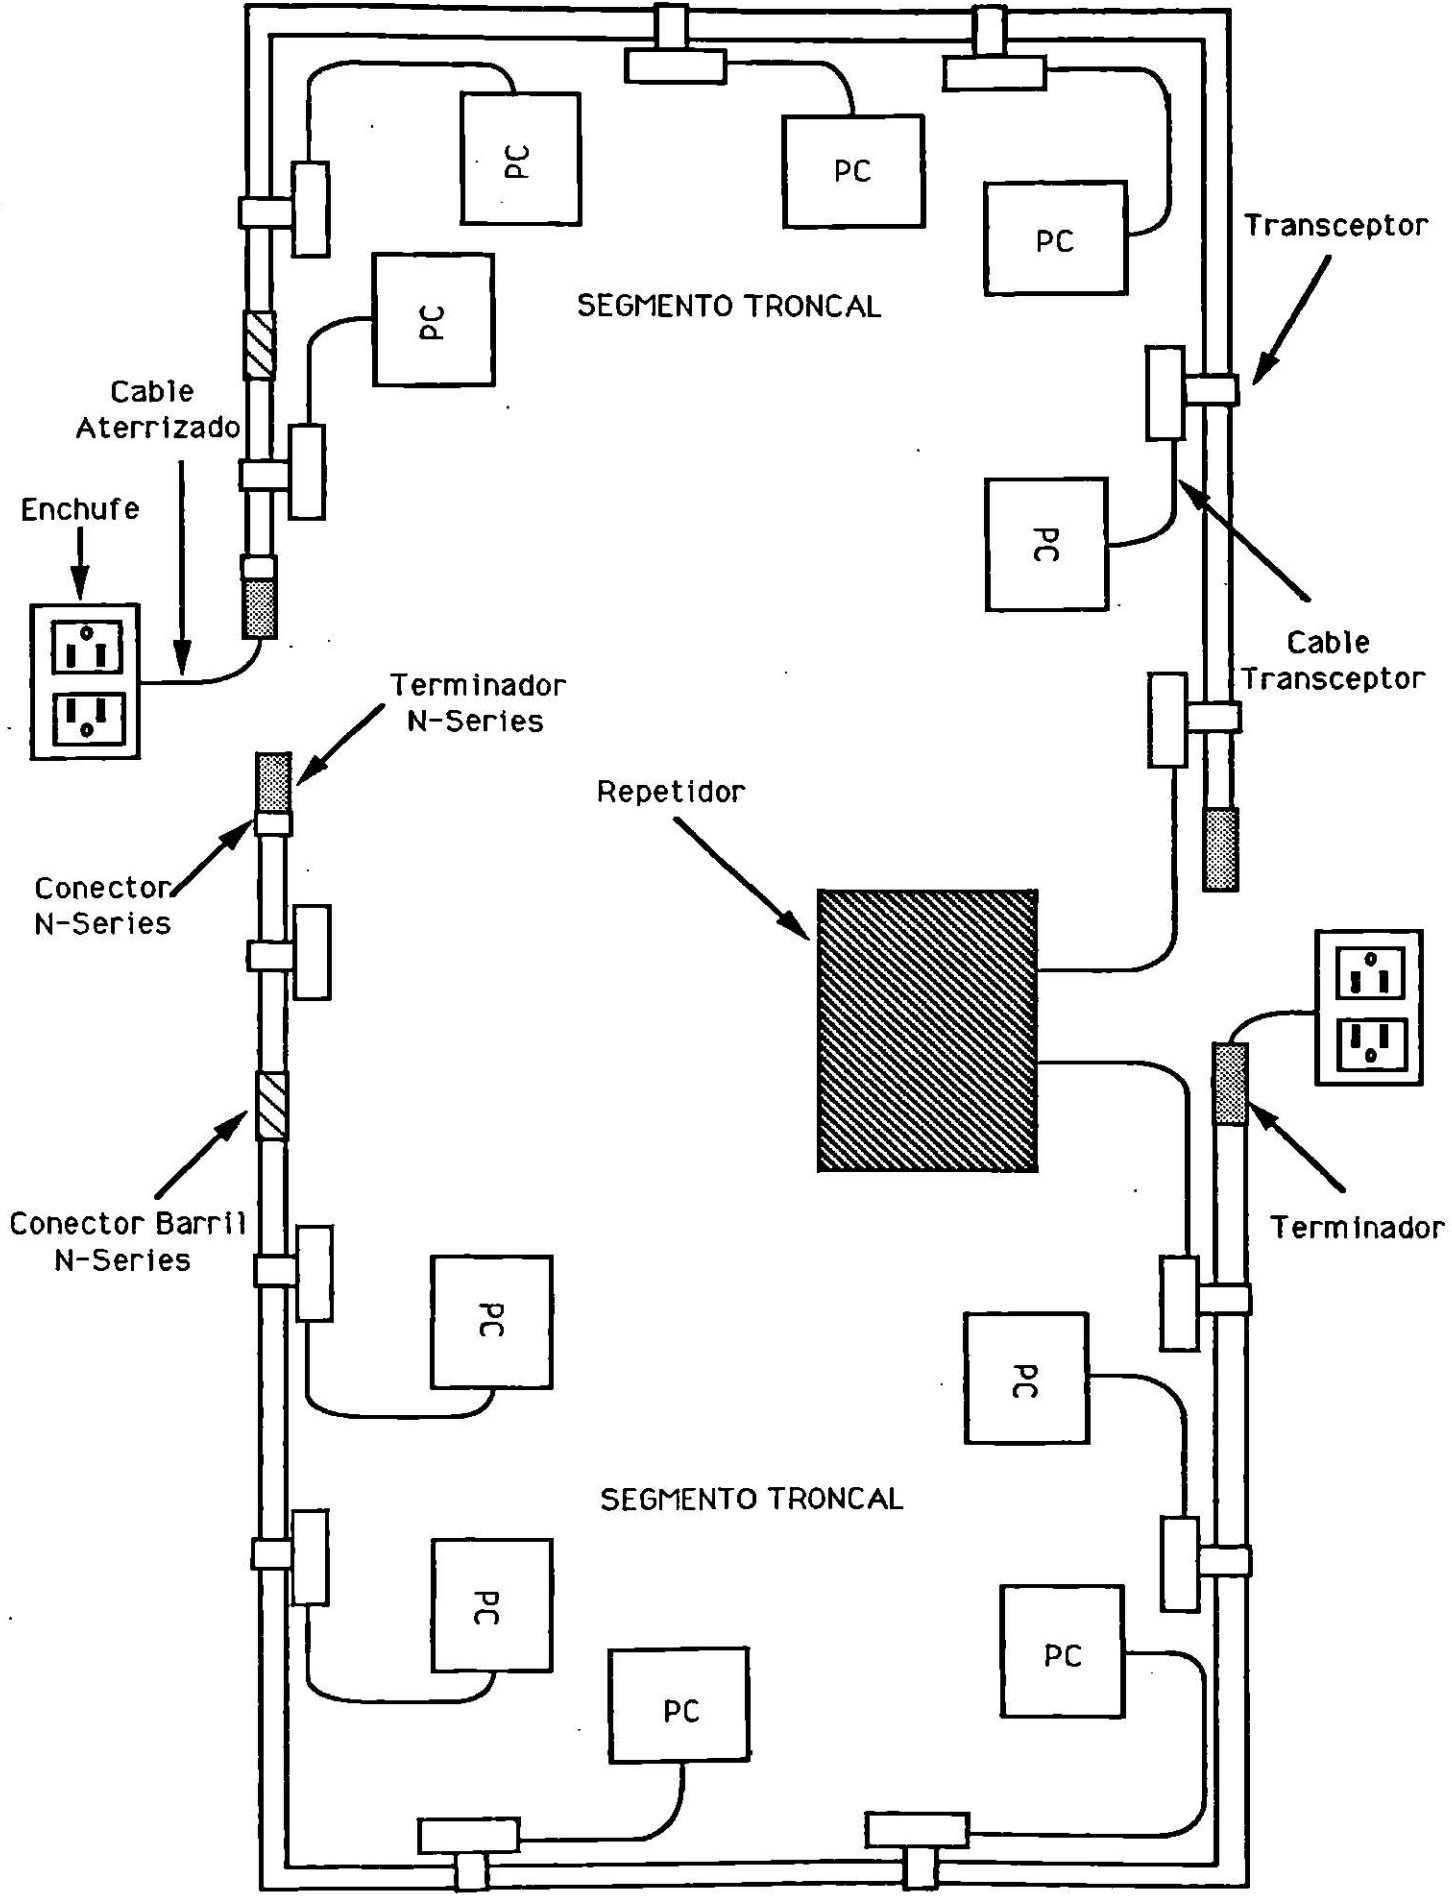 PC
PC
PC
Transceptor
SEGMENTO TRONCAL
PC
PC
Cable
Aterrizado
Enchufe
PC
Cable
Transceptor
Terminador
N-Series
Repetidor
Conector
N-Series
Conector Barril
N-Series
Terminador
PC
PC
SEGMENTO TRONCAL
PC
PC
PC